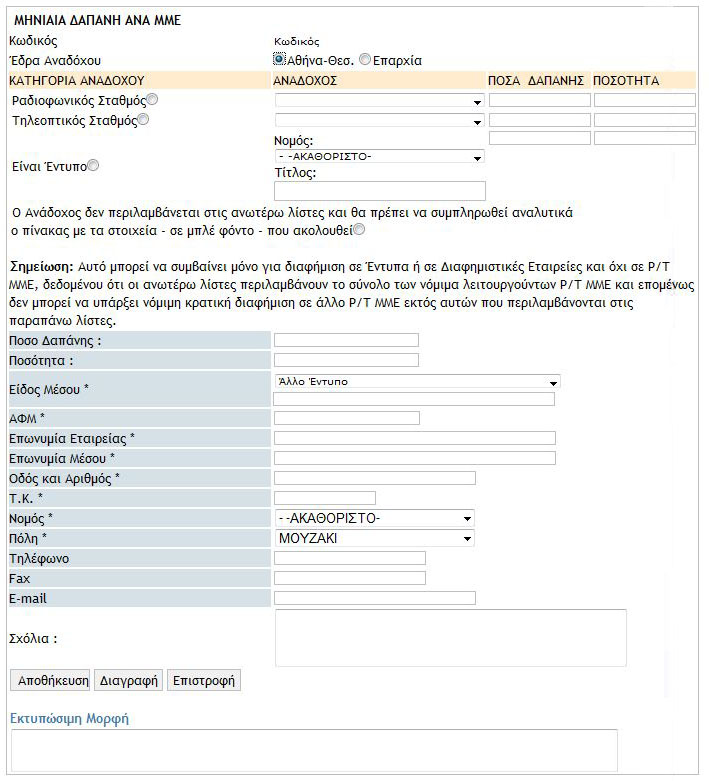 ΜΗΝΙΑΙΑ ΔΑΠΑΝΗ ΑΝΑ ΜΜΕ
Κωδικός Κωδικός
Έδρα Αναδόχου Αθήνα-Θεσ. Επαρχία
ΚΑΤΗΓΟΡΙΑ ΑΝΑΔΟΧΟΥ ΑΝΑΔΟΧΟΣ ΠΟΣΑ ΔΑΠΑΝΗΣ ΠΟΣΟΤΗΤΑ
Ραδιοφωνικός Σταθμός
Τηλεοπτικός Σταθμός
Νομός:
- -ΑΚΑΘΟΡΙΣΤΟ-
Είναι Έντυπο
Τίτλος:
Ο Ανάδοχος δεν περιλαμβάνεται στις ανωτέρω λίστες και θα πρέπει να συμπληρωθεί αναλυτικά
ο πίνακας με τα στοιχεία - σε μπλέ φόντο - που ακολουθεί
Σημείωση: Αυτό μπορεί να συμβαίνει μόνο για διαφήμιση σε Έντυπα ή σε Διαφημιστικές Εταιρείες και όχι σε Ρ/Τ
ΜΜΕ, δεδομένου ότι οι ανωτέρω λίστες περιλαμβάνουν το σύνολο των νόμιμα λειτουργούντων Ρ/Τ ΜΜΕ και επομένως
δεν μπορεί να υπάρξει νόμιμη κρατική διαφήμιση σε άλλο Ρ/Τ ΜΜΕ εκτός αυτών που περιλαμβάνονται στις
παραπάνω λίστες.
Ποσο Δαπάνης :
Ποσότητα :
Είδος Μέσου * Άλλο Έντυπο
ΑΦΜ *
Επωνυμία Εταιρείας *
Επωνυμία Μέσου *
Οδός και Αριθμός *
Τ.Κ. *
Νομός * - -ΑΚΑΘΟΡΙΣΤΟ-
Πόλη * ΜΟΥΖΑΚΙ
Τηλέφωνο
Fax
E-mail
Σχόλια :
Αποθήκευση Διαγραφή Επιστροφή
Εκτυπώσιμη Μορφή